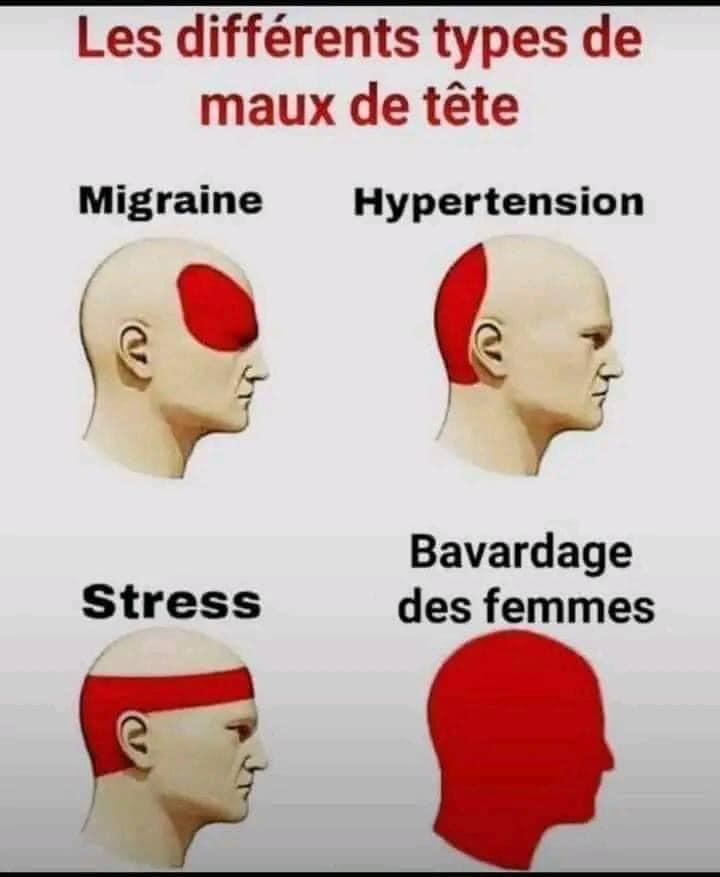 Les différents types de
maux de tête
Migraine
Hypertension
Stress
Bavardage
des femmes